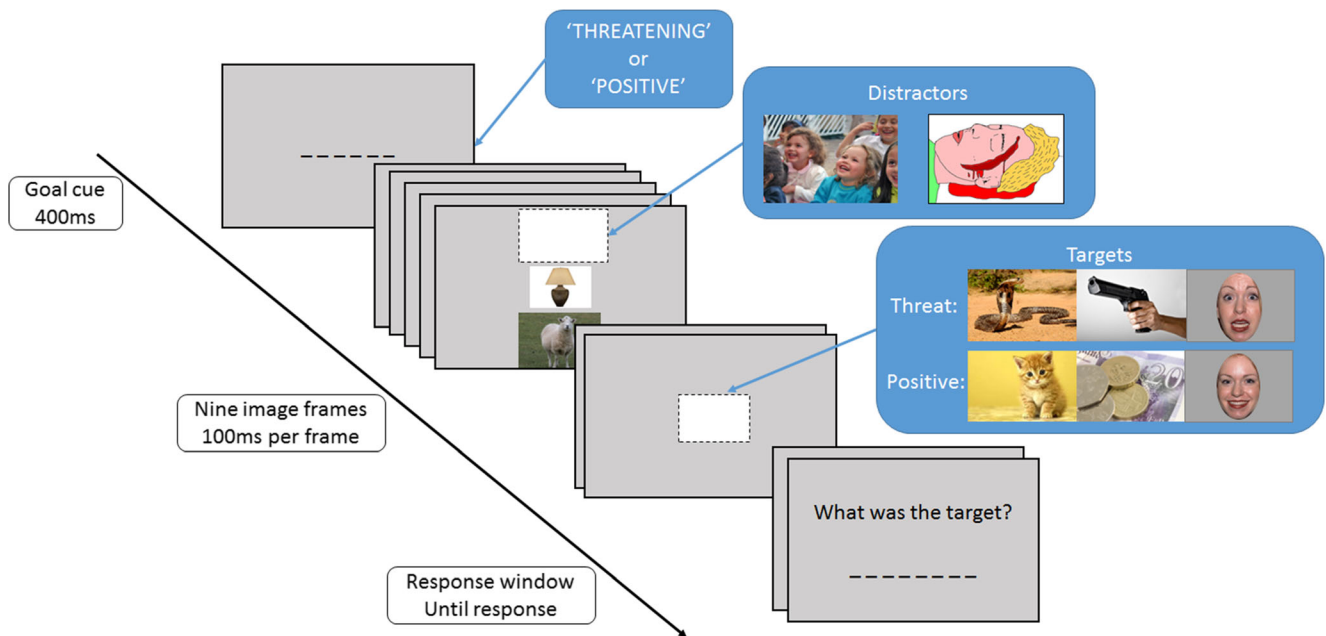 ‘THREATENING’
or
‘POSITIVE’
Distractors
Goal cue
400ms
Targets
Threat:
Positive:
Nine image frames
100ms per frame
What was the target?
Response window
Until response
20